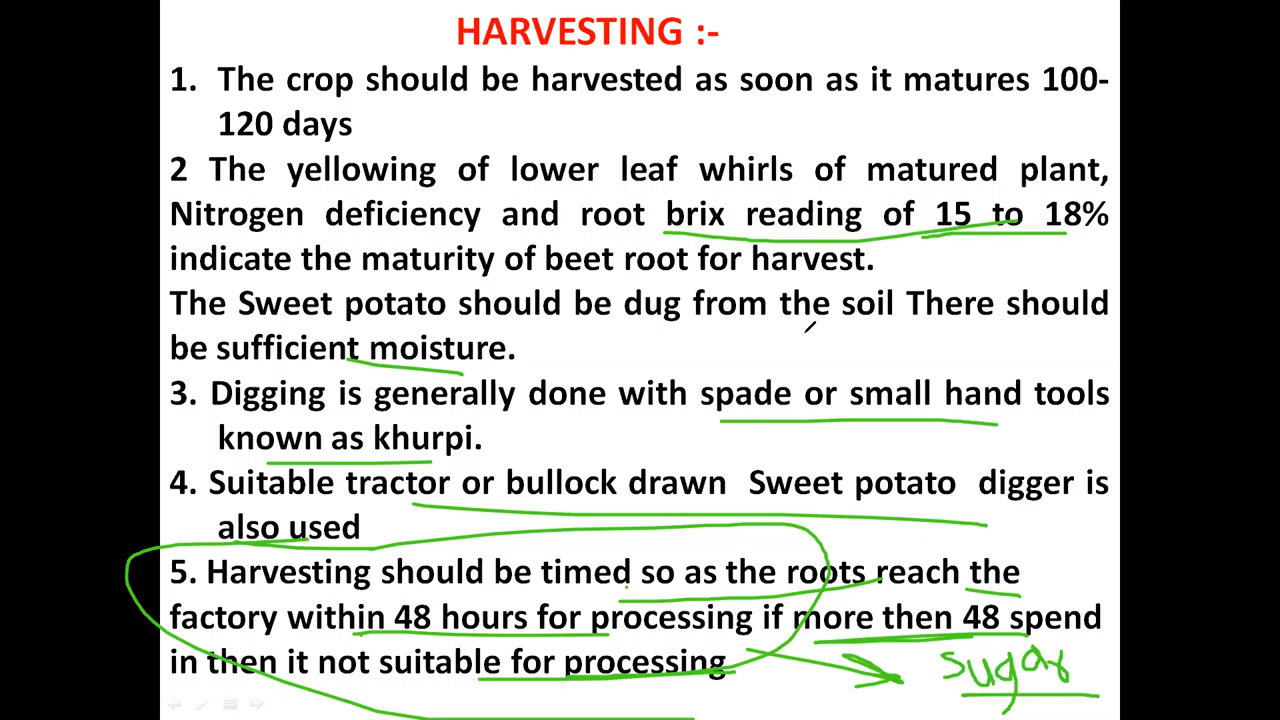 HARVESTING :-
1. The crop should be harvested as soon as it matures 100-
120 days
2 The yellowing of lower leaf whirls of matured plant,
Nitrogen deficiency and root brix reading of 15 to 18%
indicate the maturity of beet root for harvest.
The Sweet potato should be dug from the soil There should
be sufficient moisture.
3. Digging is generally done with spade or small hand tools
known as khurpi.
4. Suitable tractor or bullock drawn Sweet potato digger is
also used
5. Harvesting should be timed so as the roots reach the
factory within 48 hours for processing if more then 48 spend
in then it not suitable for processing
sugar